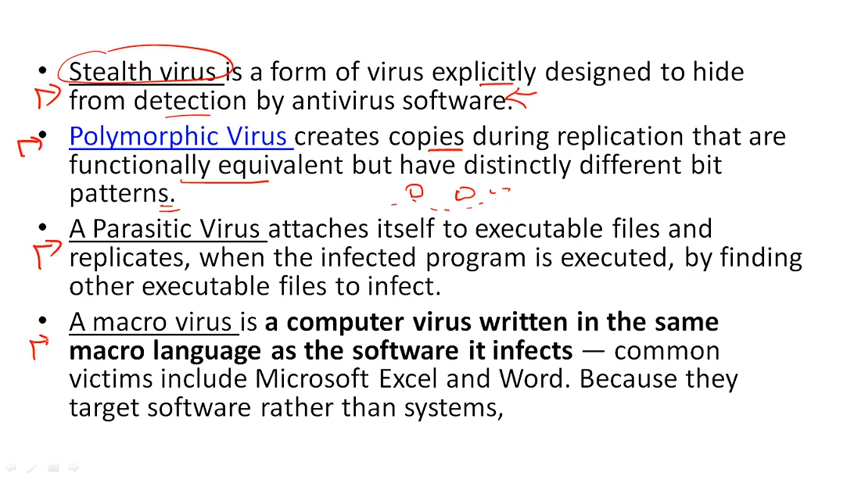 • Stealth virus is a form of virus explicitly designed to hide
from detection by antivirus software.
• Polymorphic Virus creates copies during replication that are
functionally equivalent but have distinctly different bit
patterns.
• A Parasitic Virus attaches itself to executable files and
replicates, when the infected program is executed, by finding
other executable files to infect.
• A macro virus is a computer virus written in the same
macro language as the software it infects — common
victims include Microsoft Excel and Word. Because they
target software rather than systems,